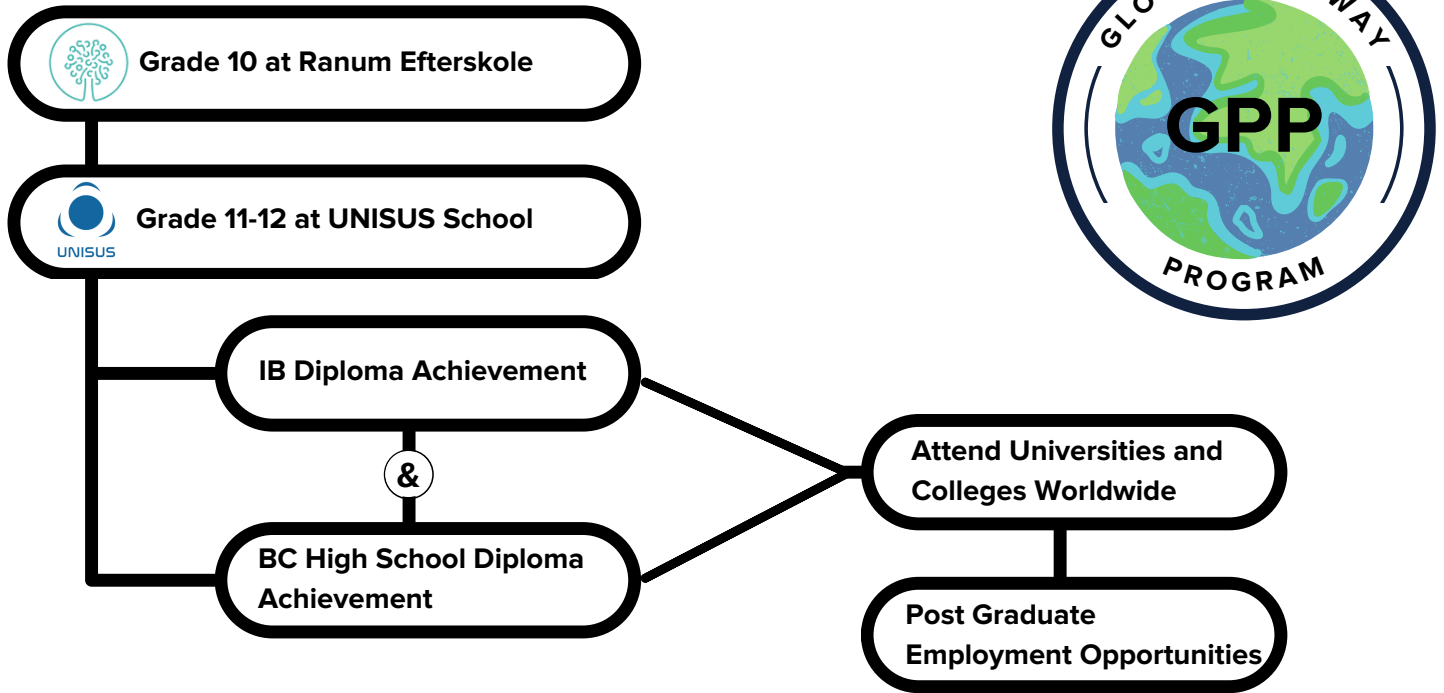 Grade 10 at Ranum Efterskole
UNISUS
Grade 11-12 at UNISUS School
IB Diploma Achievement
&
BC High School Diploma
Achievement
Attend Universities and
Colleges Worldwide
Post Graduate
Employment Opportunities
GPP
PROGRAM